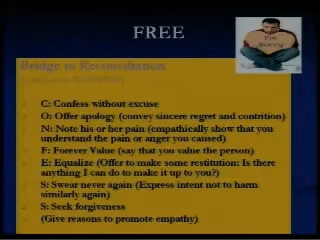 FREE
I'm Sorry
Bridge to Reconciliation
C: Confess without excuse
O: Offer apology (convey sincere regret and contrition)
N: Note his or her pain (empathically show that you
understand the pain or anger you caused)
F: Forever Value (say that you value the person)
E: Equalize (Offer to make some restitution: Is there
anything I can do to make it up to you?)
S: Swear never again (Express intent not to harm
similarly again)
S: Seek forgiveness
(Give reasons to promote empathy)